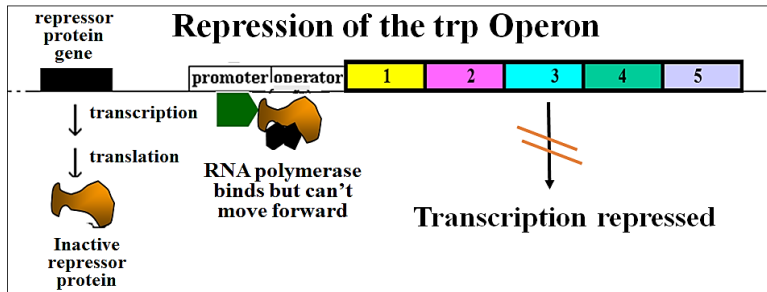 Repression of the trp Operon
repressor
protein
gene
promoter operator 1 2 3 4 5
transcription
translation
Inactive
repressor
protein
RNA polymerase
binds but can't
move forward
Transcription repressed